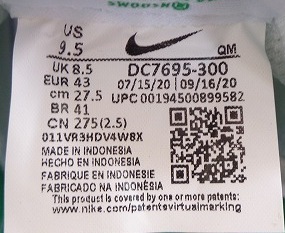 SWOOSH
US
9.5
QM
UK 8.5 DC7695-300
EUR 43 07/15/20 09/16/20
cm 27.5 UPC 00194500899582
BR 41
CN 275(2.5)
011VR3HDV4W8X
MADE IN INDONESIA
HECHO EN INDONESIA
FABRIQUE EN INDONESIE
FABRICADO NA INDONÉSIA
This product is covered by one or more patents:
www.nike.com/patentsvirtualmarking